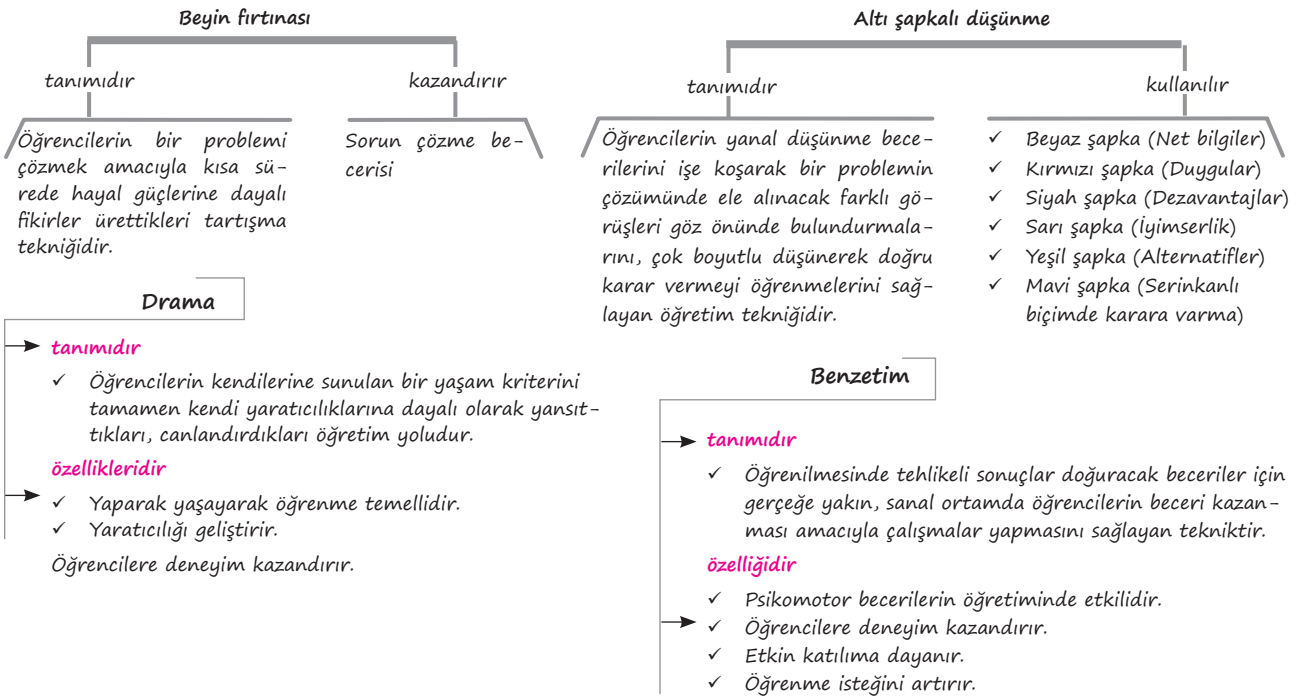 Beyin fırtınası
tanımıdır
kazandırır
Öğrencilerin bir problemi
çözmek amacıyla kısa sü-
rede hayal güçlerine dayalı
fikirler ürettikleri tartışma
tekniğidir.
Sorun çözme be-
cerisi
Altı şapkalı düşünme
tanımıdır
kullanılır
Öğrencilerin yanal düşünme bece-
rilerini işe koşarak bir problemin
çözümünde ele alınacak farklı gö-
rüşleri göz önünde bulundurmala-
rını, çok boyutlu düşünerek doğru
karar vermeyi öğrenmelerini sağ-
layan öğretim tekniğidir.
✓ Beyaz şapka (Net bilgiler)
✓ Kırmızı şapka (Duygular)
✓ Siyah şapka (Dezavantajlar)
✓ Sarı şapka (İyimserlik)
✓ Yeşil şapka (Alternatifler)
✓ Mavi şapka (Serinkanlı
biçimde karara varma)
Drama
tanımıdır
✓ Öğrencilerin kendilerine sunulan bir yaşam kriterini
tamamen kendi yaratıcılıklarına dayalı olarak yansıt-
tıkları, canlandırdıkları öğretim yoludur.
özellikleridir
✓ Yaparak yaşayarak öğrenme temellidir.
✓ Yaratıcılığı geliştirir.
Öğrencilere deneyim kazandırır.
Benzetim
tanımıdır
✓ Öğrenilmesinde tehlikeli sonuçlar doğuracak beceriler için
gerçeğe yakın, sanal ortamda öğrencilerin beceri kazan-
ması amacıyla çalışmalar yapmasını sağlayan tekniktir.
özelliğidir
✓ Psikomotor becerilerin öğretiminde etkilidir.
✓ Öğrencilere deneyim kazandırır.
✓ Etkin katılıma dayanır.
✓ Öğrenme isteğini artırır.